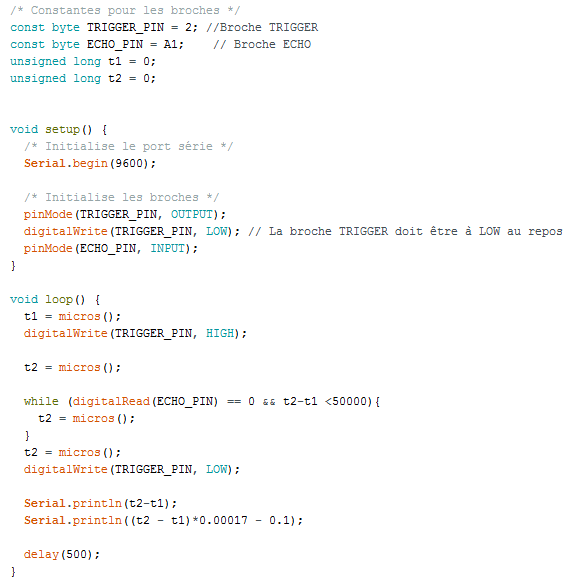 /* Constantes pour les broches */
const byte TRIGGER_PIN = 2; //Broche TRIGGER
const byte ECHO_PIN = A1;    // Broche ECHO
unsigned long t1 = 0;
unsigned long t2 = 0;
void setup() {
  /* Initialise le port série */
  Serial.begin(9600);
  /* Initialise les broches */
  pinMode(TRIGGER_PIN, OUTPUT);
  digitalWrite(TRIGGER_PIN, LOW); // La broche TRIGGER doit être à LOW au repos
  pinMode(ECHO_PIN, INPUT);
}
void loop() {
  t1 = micros();
  digitalWrite(TRIGGER_PIN, HIGH);
  t2 = micros();
  while (digitalRead(ECHO_PIN) == 0 && t2-t1 <50000){
    t2 = micros();
  }
  t2 = micros();
  digitalWrite(TRIGGER_PIN, LOW);
  Serial.println(t2-t1);
  Serial.println((t2 - t1)*0.00017 - 0.1);
  delay(500);
}